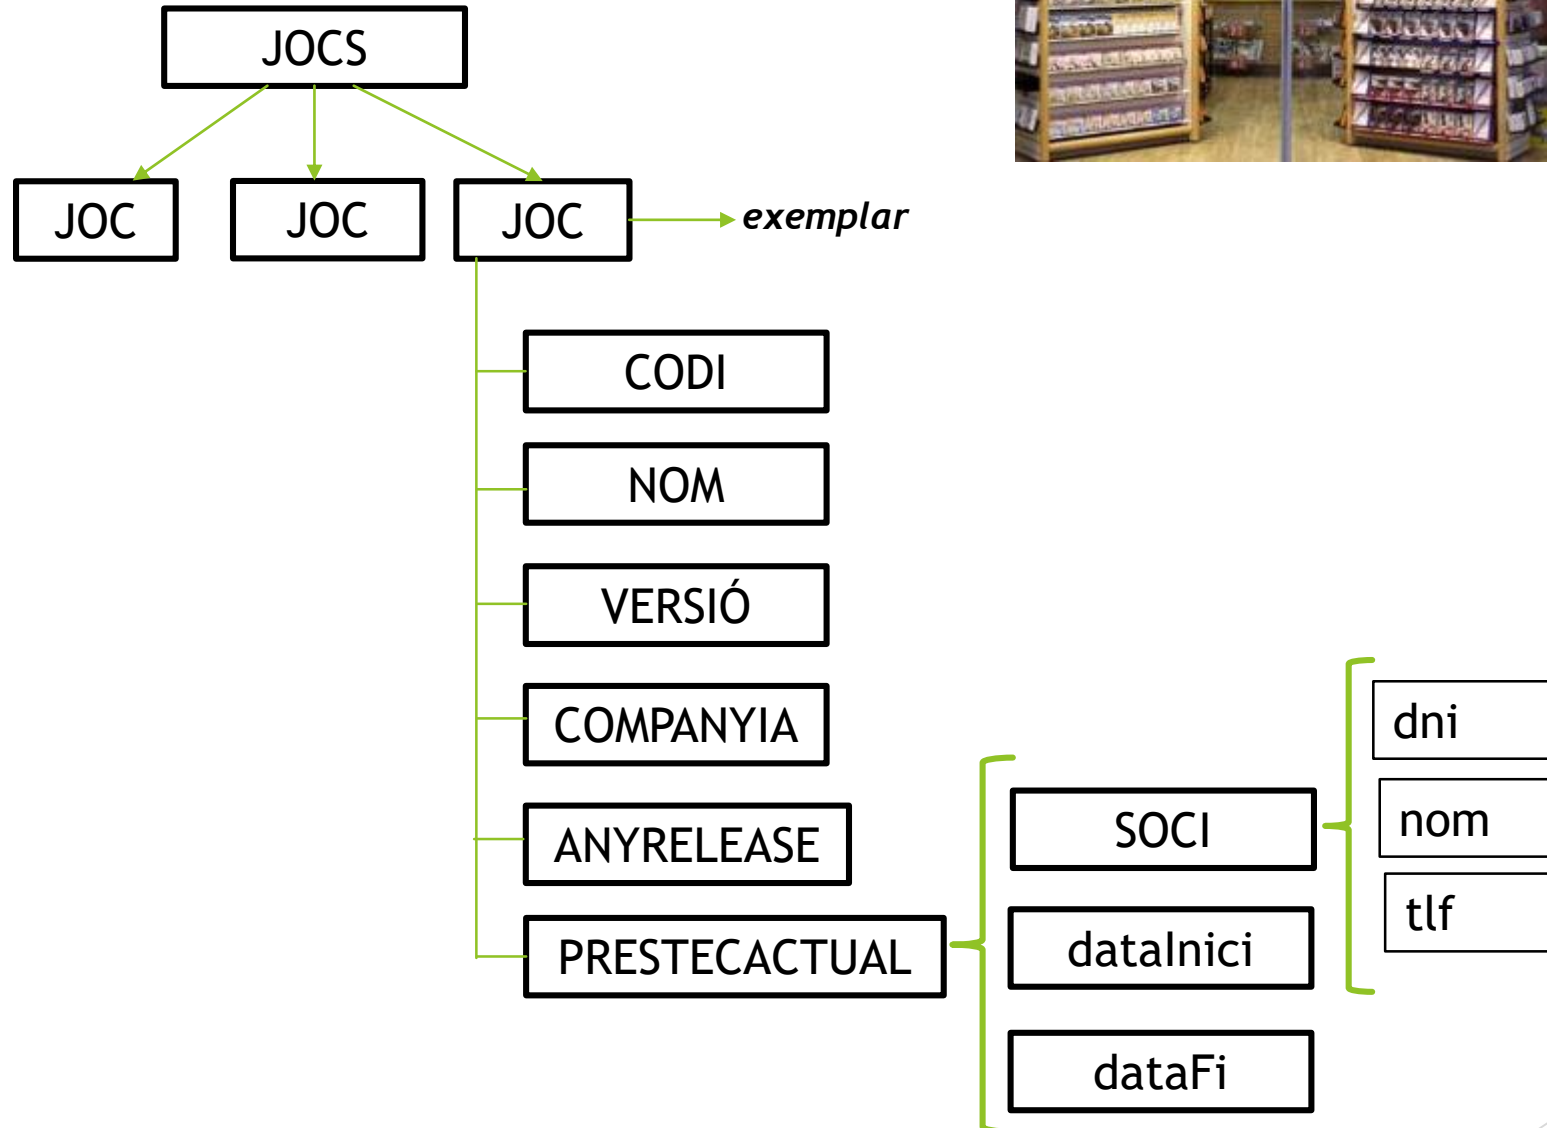 JOCS
JOC
JOC
JOC
exemplar
CODI
NOM
VERSIÓ
COMPANYIA
ANYRELEASE
PRESTECACTUAL
SOCI
dataInici
dataFi
dni
nom
tlf